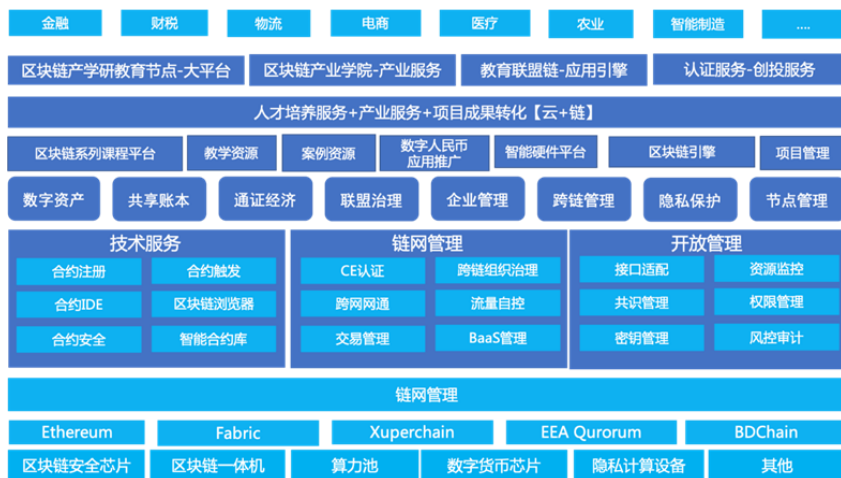 金融 财税 物流 电商 医疗 农业 智能制造 ....
区块链产学研教育节点-大平台 区块链产业学院-产业服务 教育联盟链-应用引擎 认证服务-创投服务
人才培养服务+产业服务+项目成果转化【云+链】
区块链系列课程平台 教学资源 案例资源 数字人民币 智能硬件平台 区块链引擎 项目管理
应用推广
数字资产 共享账本 通证经济 联盟治理 企业管理 跨链管理 隐私保护 节点管理
技术服务 链网管理 开放管理
合约注册 合约触发 CE认证 跨链组织治理 接口适配 资源监控
合约IDE 区块链浏览器 跨网网通 流量自控 共识管理 权限管理
合约安全 智能合约库 交易管理 BaaS管理 密钥管理 风控审计
链网管理
Ethereum Fabric Xuperchain EEA Qurorum BDChain
区块链安全芯片 区块链一体机 算力池 数字货币芯片 隐私计算设备 其他